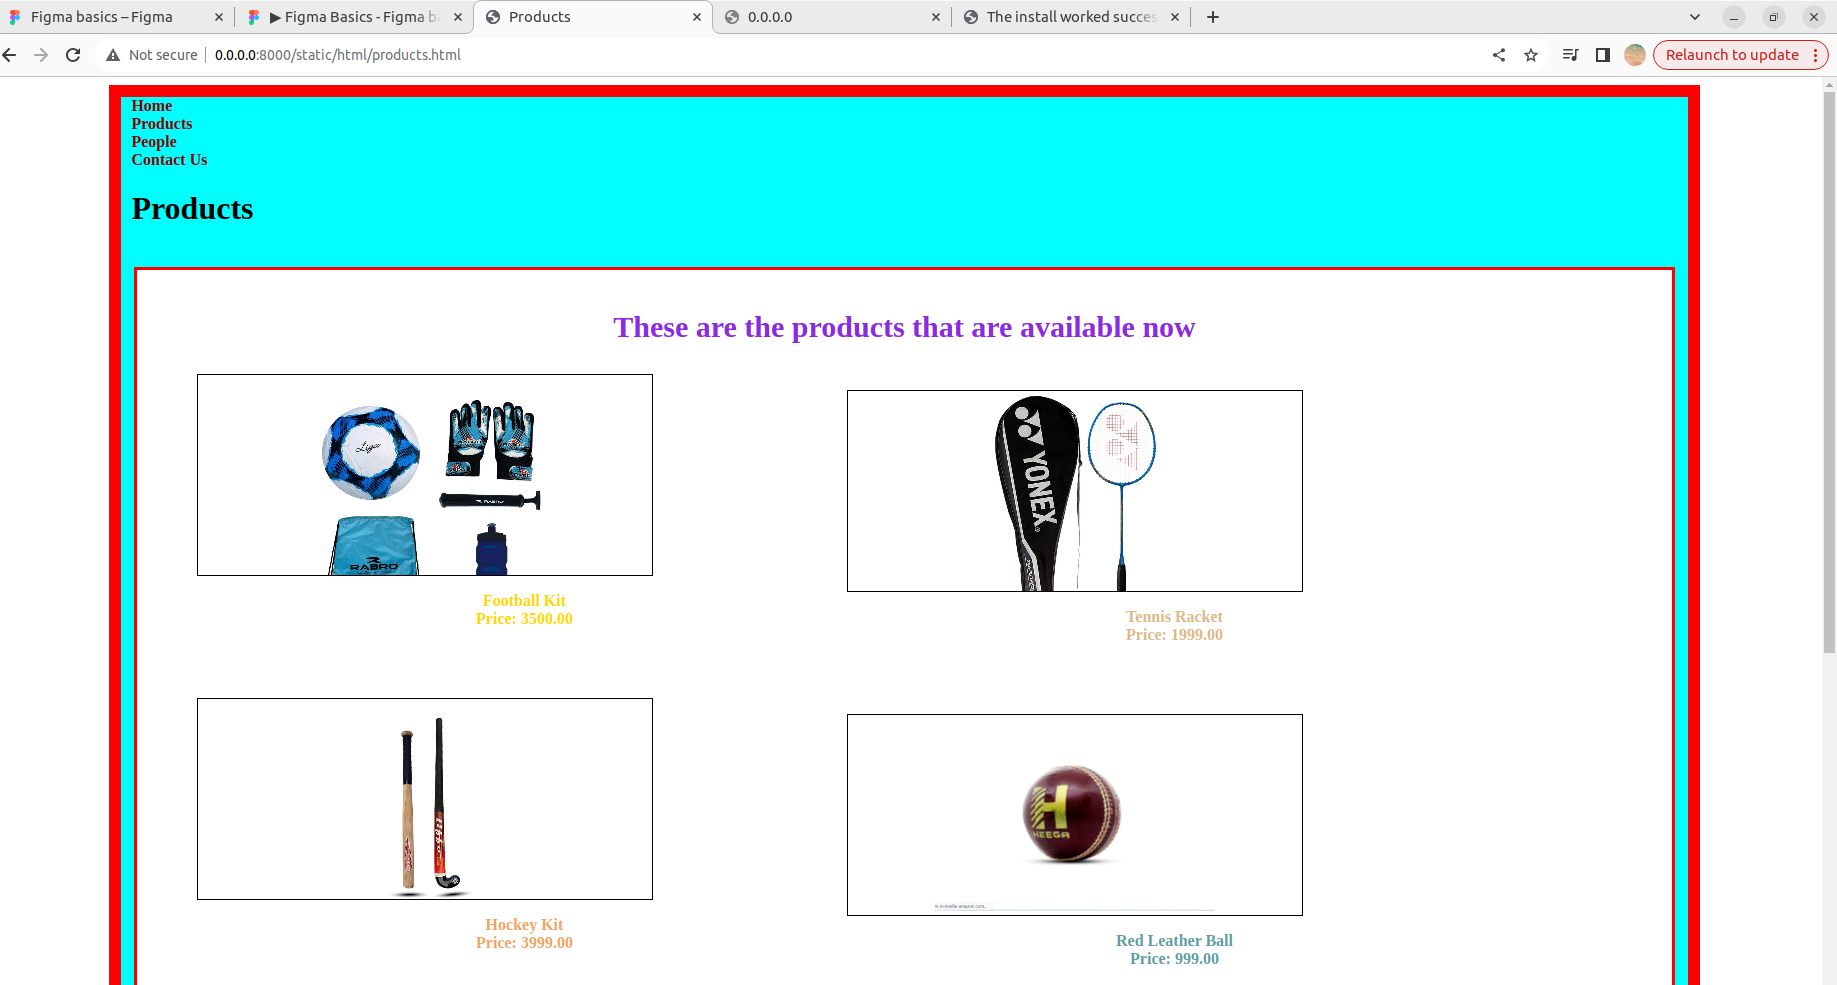 Figma basics – Figma
▶ Figma Basics - Figma ba
Products
0.0.0.0
The install worked succes
Not secure
0.0.0.0:8000/static/html/products.html
Relaunch to update
Home
Products
People
Contact Us
Products
These are the products that are available now
Liga
RABRO
YONEX
Football Kit
Price: 3500.00
Tennis Racket
Price: 1999.00
H
HEEGA
Hockey Kit
Price: 3999.00
Red Leather Ball
Price: 999.00